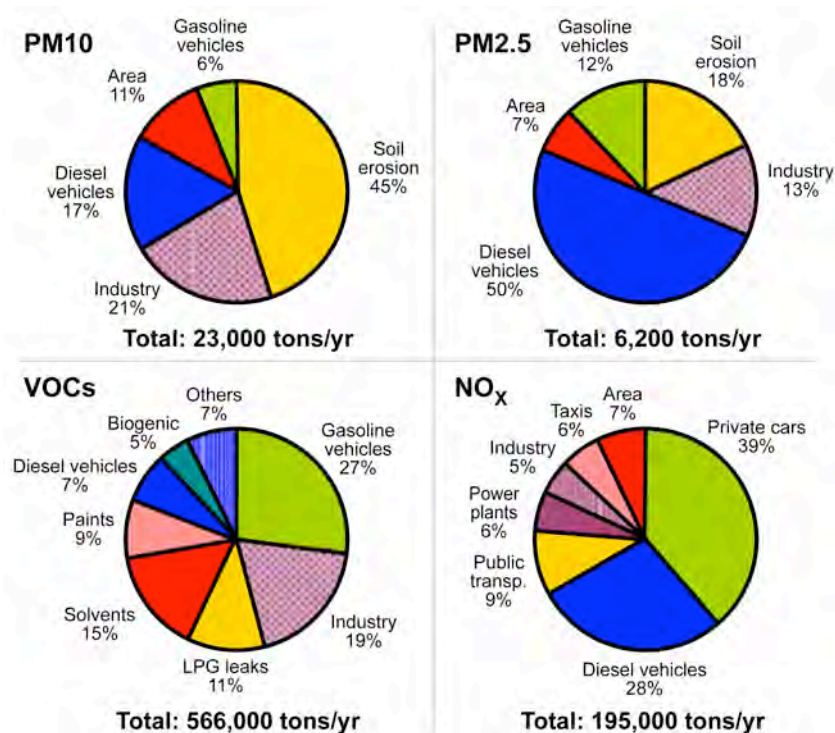 PM10
Gasoline
vehicles
6%
Area
11%
Diesel
vehicles
17%
Industry
21%
Soil
erosion
45%
Total: 23,000 tons/yr
PM2.5
Gasoline
vehicles
12%
Soil
erosion
18%
Area
7%
Industry
13%
Diesel
vehicles
50%
Total: 6,200 tons/yr
VOCs
Others
7%
Biogenic
5%
Diesel vehicles
7%
Paints
9%
Solvents
15%
LPG leaks
11%
Industry
19%
Gasoline
vehicles
27%
Total: 566,000 tons/yr
NOX
Area
7%
Taxis
6%
Industry
5%
Power
plants
6%
Public
transp.
9%
Private cars
39%
Diesel vehicles
28%
Total: 195,000 tons/yr